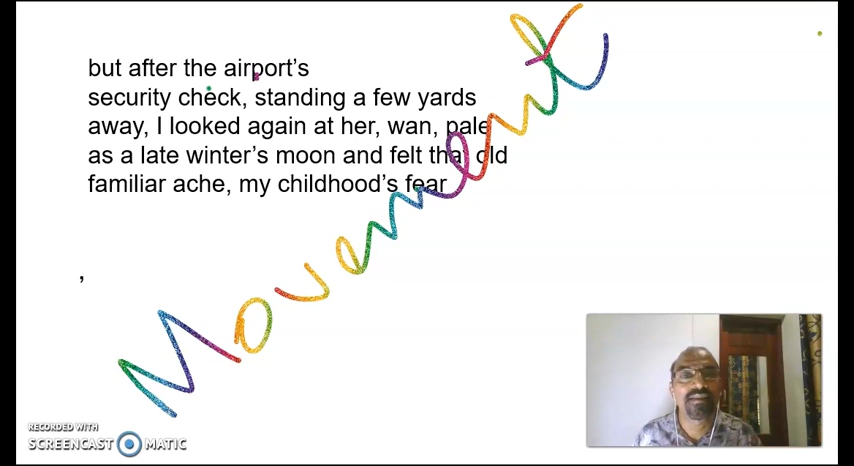 but after the airport's
security check, standing a few yards
away, I looked again at her, wan, pale
as a late winter's moon and felt that old
familiar ache, my childhood's fear
,
Movement
RECORDED WITH
SCREENCAST MATIC